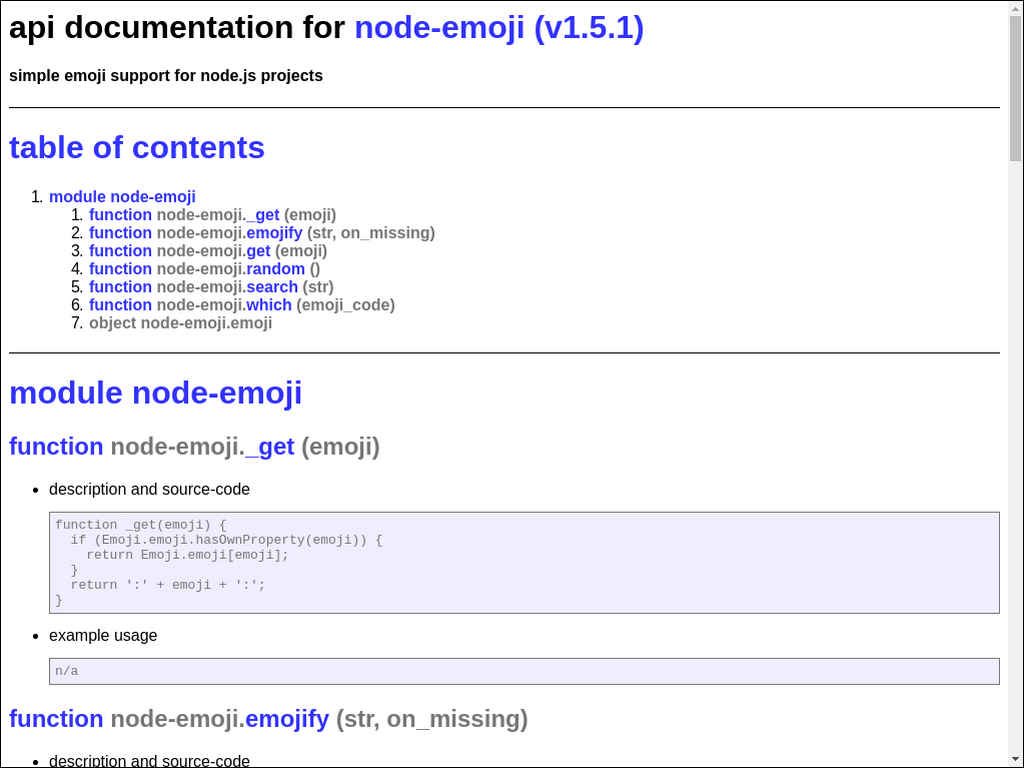 api documentation for node-emoji (v1.5.1)
simple emoji support for node.js projects
table of contents
1. module node-emoji
1. function node-emoji._get (emoji)
2. function node-emoji.emojify (str, on_missing)
3. function node-emoji.get (emoji)
4. function node-emoji.random ()
5. function node-emoji.search (str)
6. function node-emoji.which (emoji_code)
7. object node-emoji.emoji
module node-emoji
function node-emoji._get (emoji)
• description and source-code
function _get(emoji) {
  if (Emoji.emoji.hasOwnProperty(emoji)) {
    return Emoji.emoji[emoji];
  }
  return ':' + emoji + ':';
}
• example usage
n/a
function node-emoji.emojify (str, on_missing)
• description and source-code